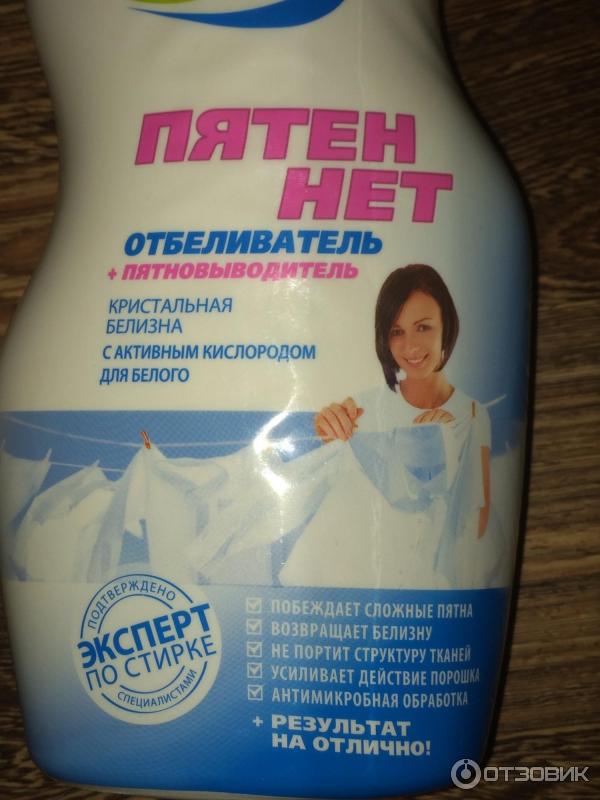 ПЯТЕН
НЕТ
ОТБЕЛИВАТЕЛЬ
+ ПЯТНОВЫВОДИТЕЛЬ
КРИСТАЛЬНАЯ
БЕЛИЗНА
С АКТИВНЫМ КИСЛОРОДОМ
ДЛЯ БЕЛОГО
ПОДТВЕРЖДЕНО
ЭКСПЕРТ
ПО СТИРКЕ
СПЕЦИАЛИСТАМИ
ПОБЕЖДАЕТ СЛОЖНЫЕ ПЯТНА
ВОЗВРАЩАЕТ БЕЛИЗНУ
НЕ ПОРТИТ СТРУКТУРУ ТКАНЕЙ
УСИЛИВАЕТ ДЕЙСТВИЕ ПОРОШКА
АНТИМИКРОБНАЯ ОБРАБОТКА
+ РЕЗУЛЬТАТ
НА ОТЛИЧНО!
ОТЗОВИК